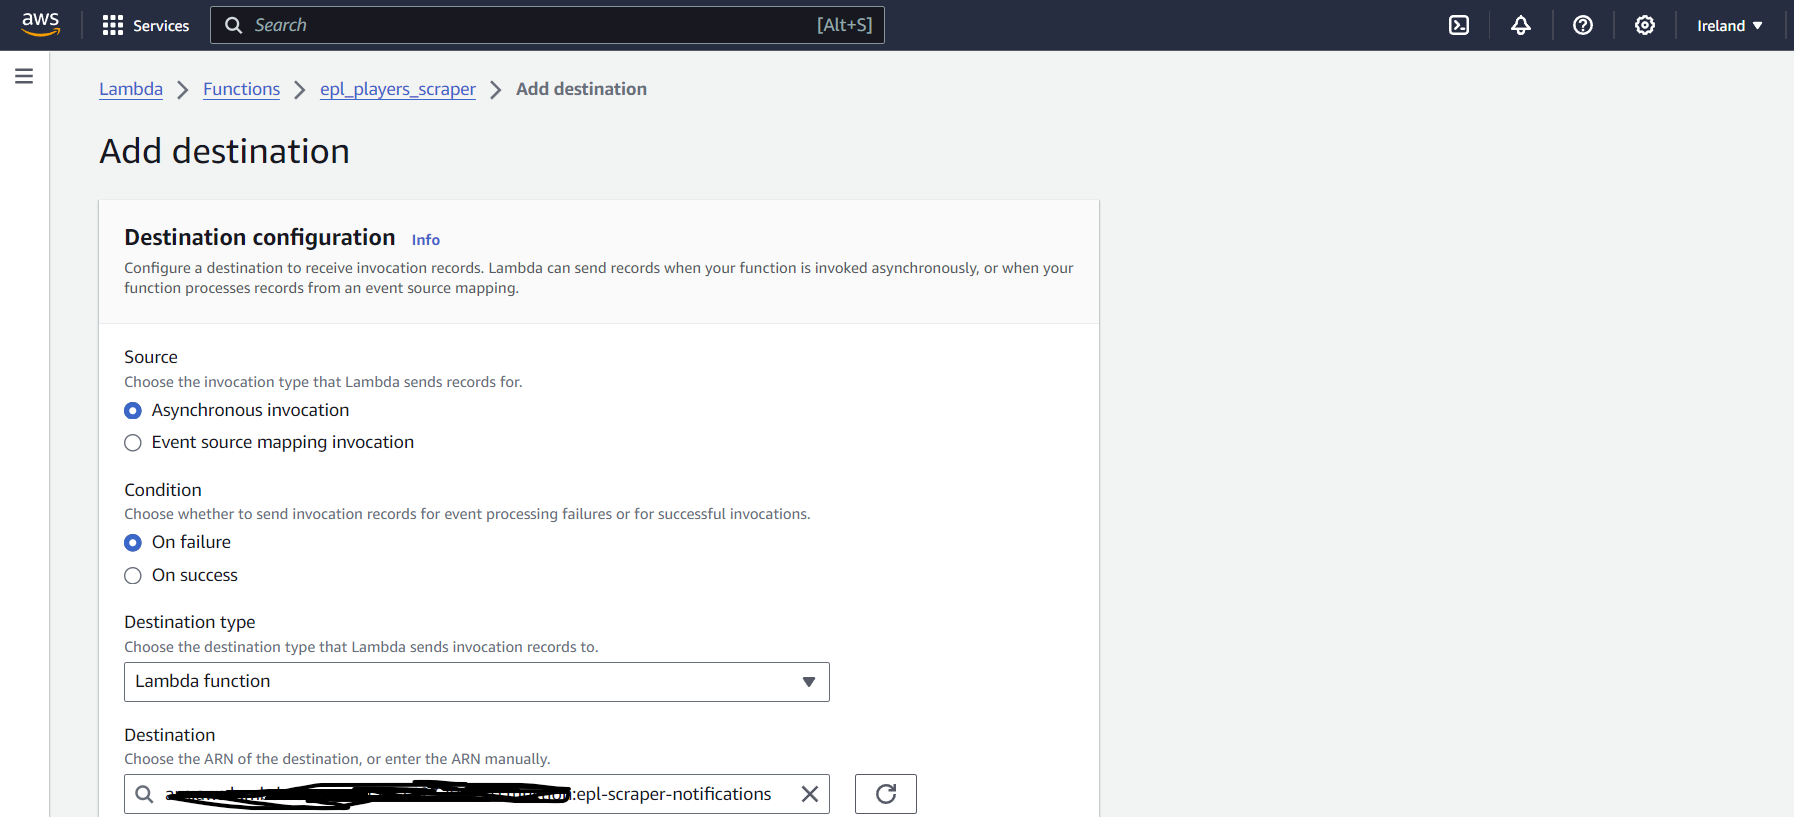 aws
Services
Search
[Alt+S]
Ireland
Lambda
Functions
epl_players_scraper
Add destination
Add destination
Destination configuration Info
Configure a destination to receive invocation records. Lambda can send records when your function is invoked asynchronously, or when your
function processes records from an event source mapping.
Source
Choose the invocation type that Lambda sends records for.
Asynchronous invocation
Event source mapping invocation
Condition
Choose whether to send invocation records for event processing failures or for successful invocations.
On failure
On success
Destination type
Choose the destination type that Lambda sends invocation records to.
Lambda function
Destination
Choose the ARN of the destination, or enter the ARN manually.
:epl-scraper-notifications